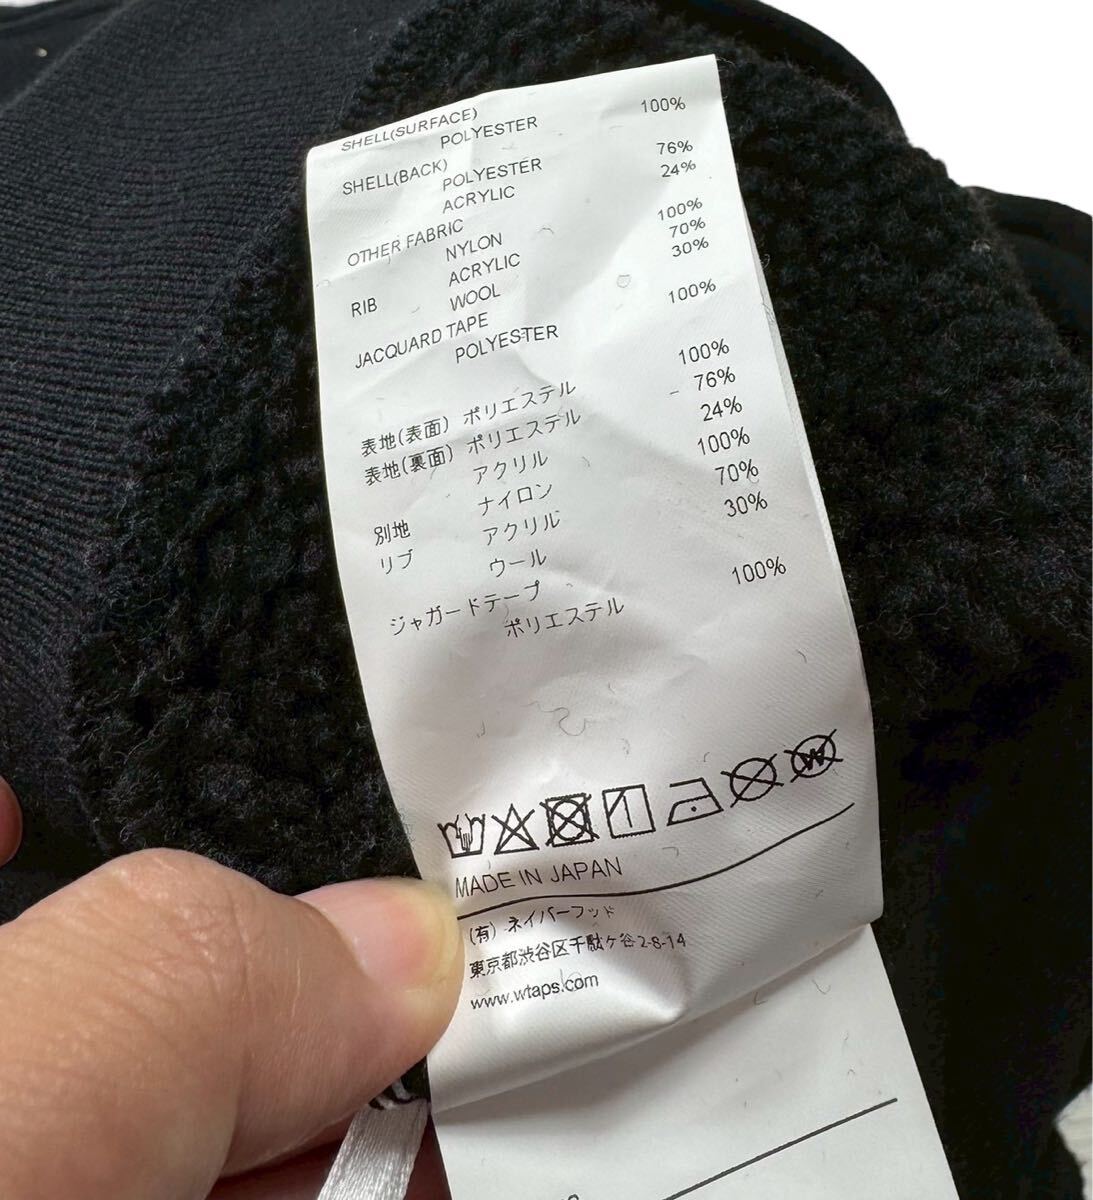 SHELL(SURFACE)
POLYESTER 100%
SHELL(BACK)
POLYESTER 76%
ACRYLIC 24%
OTHER FABRIC
NYLON 100%
RIB ACRYLIC 70%
WOOL 30%
JACQUARD TAPE
POLYESTER 100%
表地(表面) ポリエステル 100%
表地(裏面) ポリエステル 76%
アクリル 24%
別地 ナイロン 100%
リブ アクリル 70%
ウール 30%
ジャガードテープ
ポリエステル 100%
MADE IN JAPAN
(有) ネイバーフッド
東京都渋谷区千駄ヶ谷2-8-14
www.wtaps.com